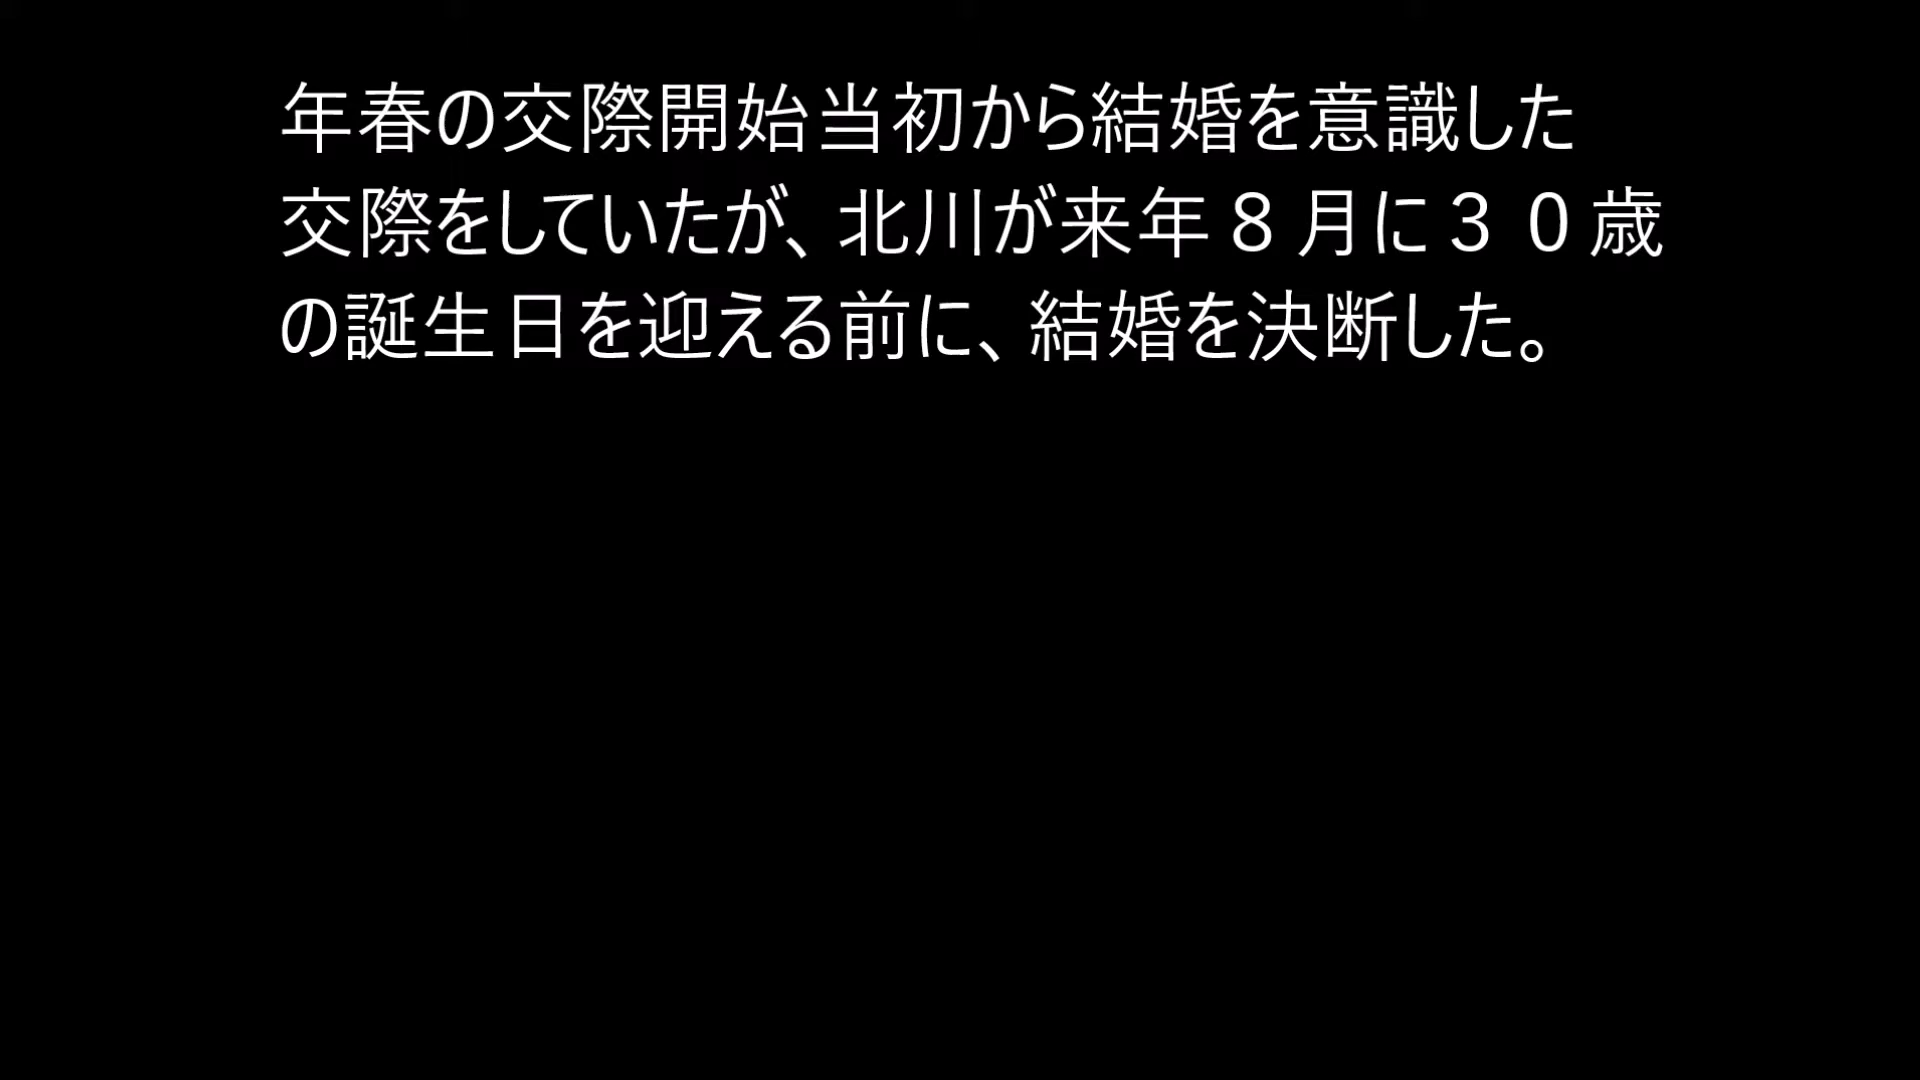 年春の交際開始当初から結婚を意識した
交際をしていたが、北川が来年８月に３０歳
の誕生日を迎える前に、結婚を決断した。